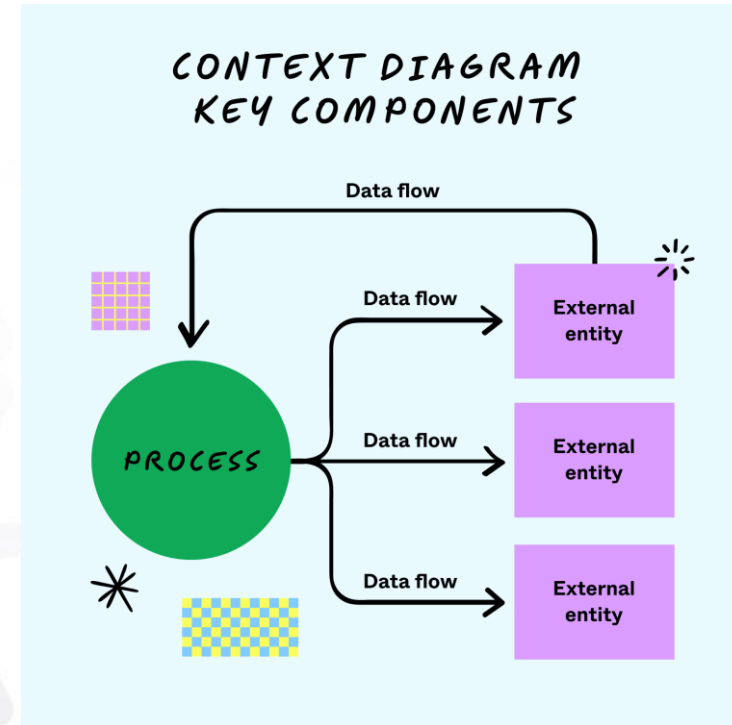 CONTEXT DIAGRAM
KEY COMPONENTS
Data flow
Data flow
External
entity
PROCESS
Data flow
External
entity
Data flow
External
entity